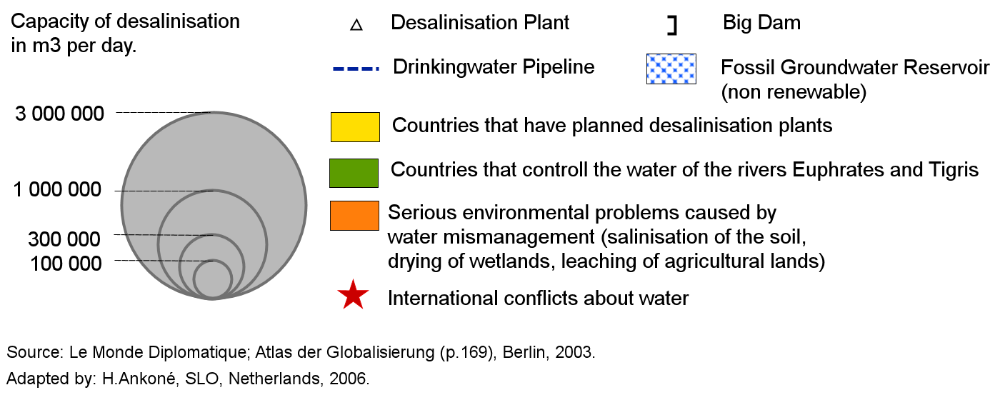 Capacity of desalinisation
in m3 per day.
3 000 000
1 000 000
300 000
100 000
Desalinisation Plant
Big Dam
Drinkingwater Pipeline
Fossil Groundwater Reservoir
(non renewable)
Countries that have planned desalinisation plants
Countries that controll the water of the rivers Euphrates and Tigris
Serious environmental problems caused by
water mismanagement (salinisation of the soil,
drying of wetlands, leaching of agricultural lands)
International conflicts about water
Source: Le Monde Diplomatique; Atlas der Globalisierung (p.169), Berlin, 2003.
Adapted by: H.Ankoné, SLO, Netherlands, 2006.